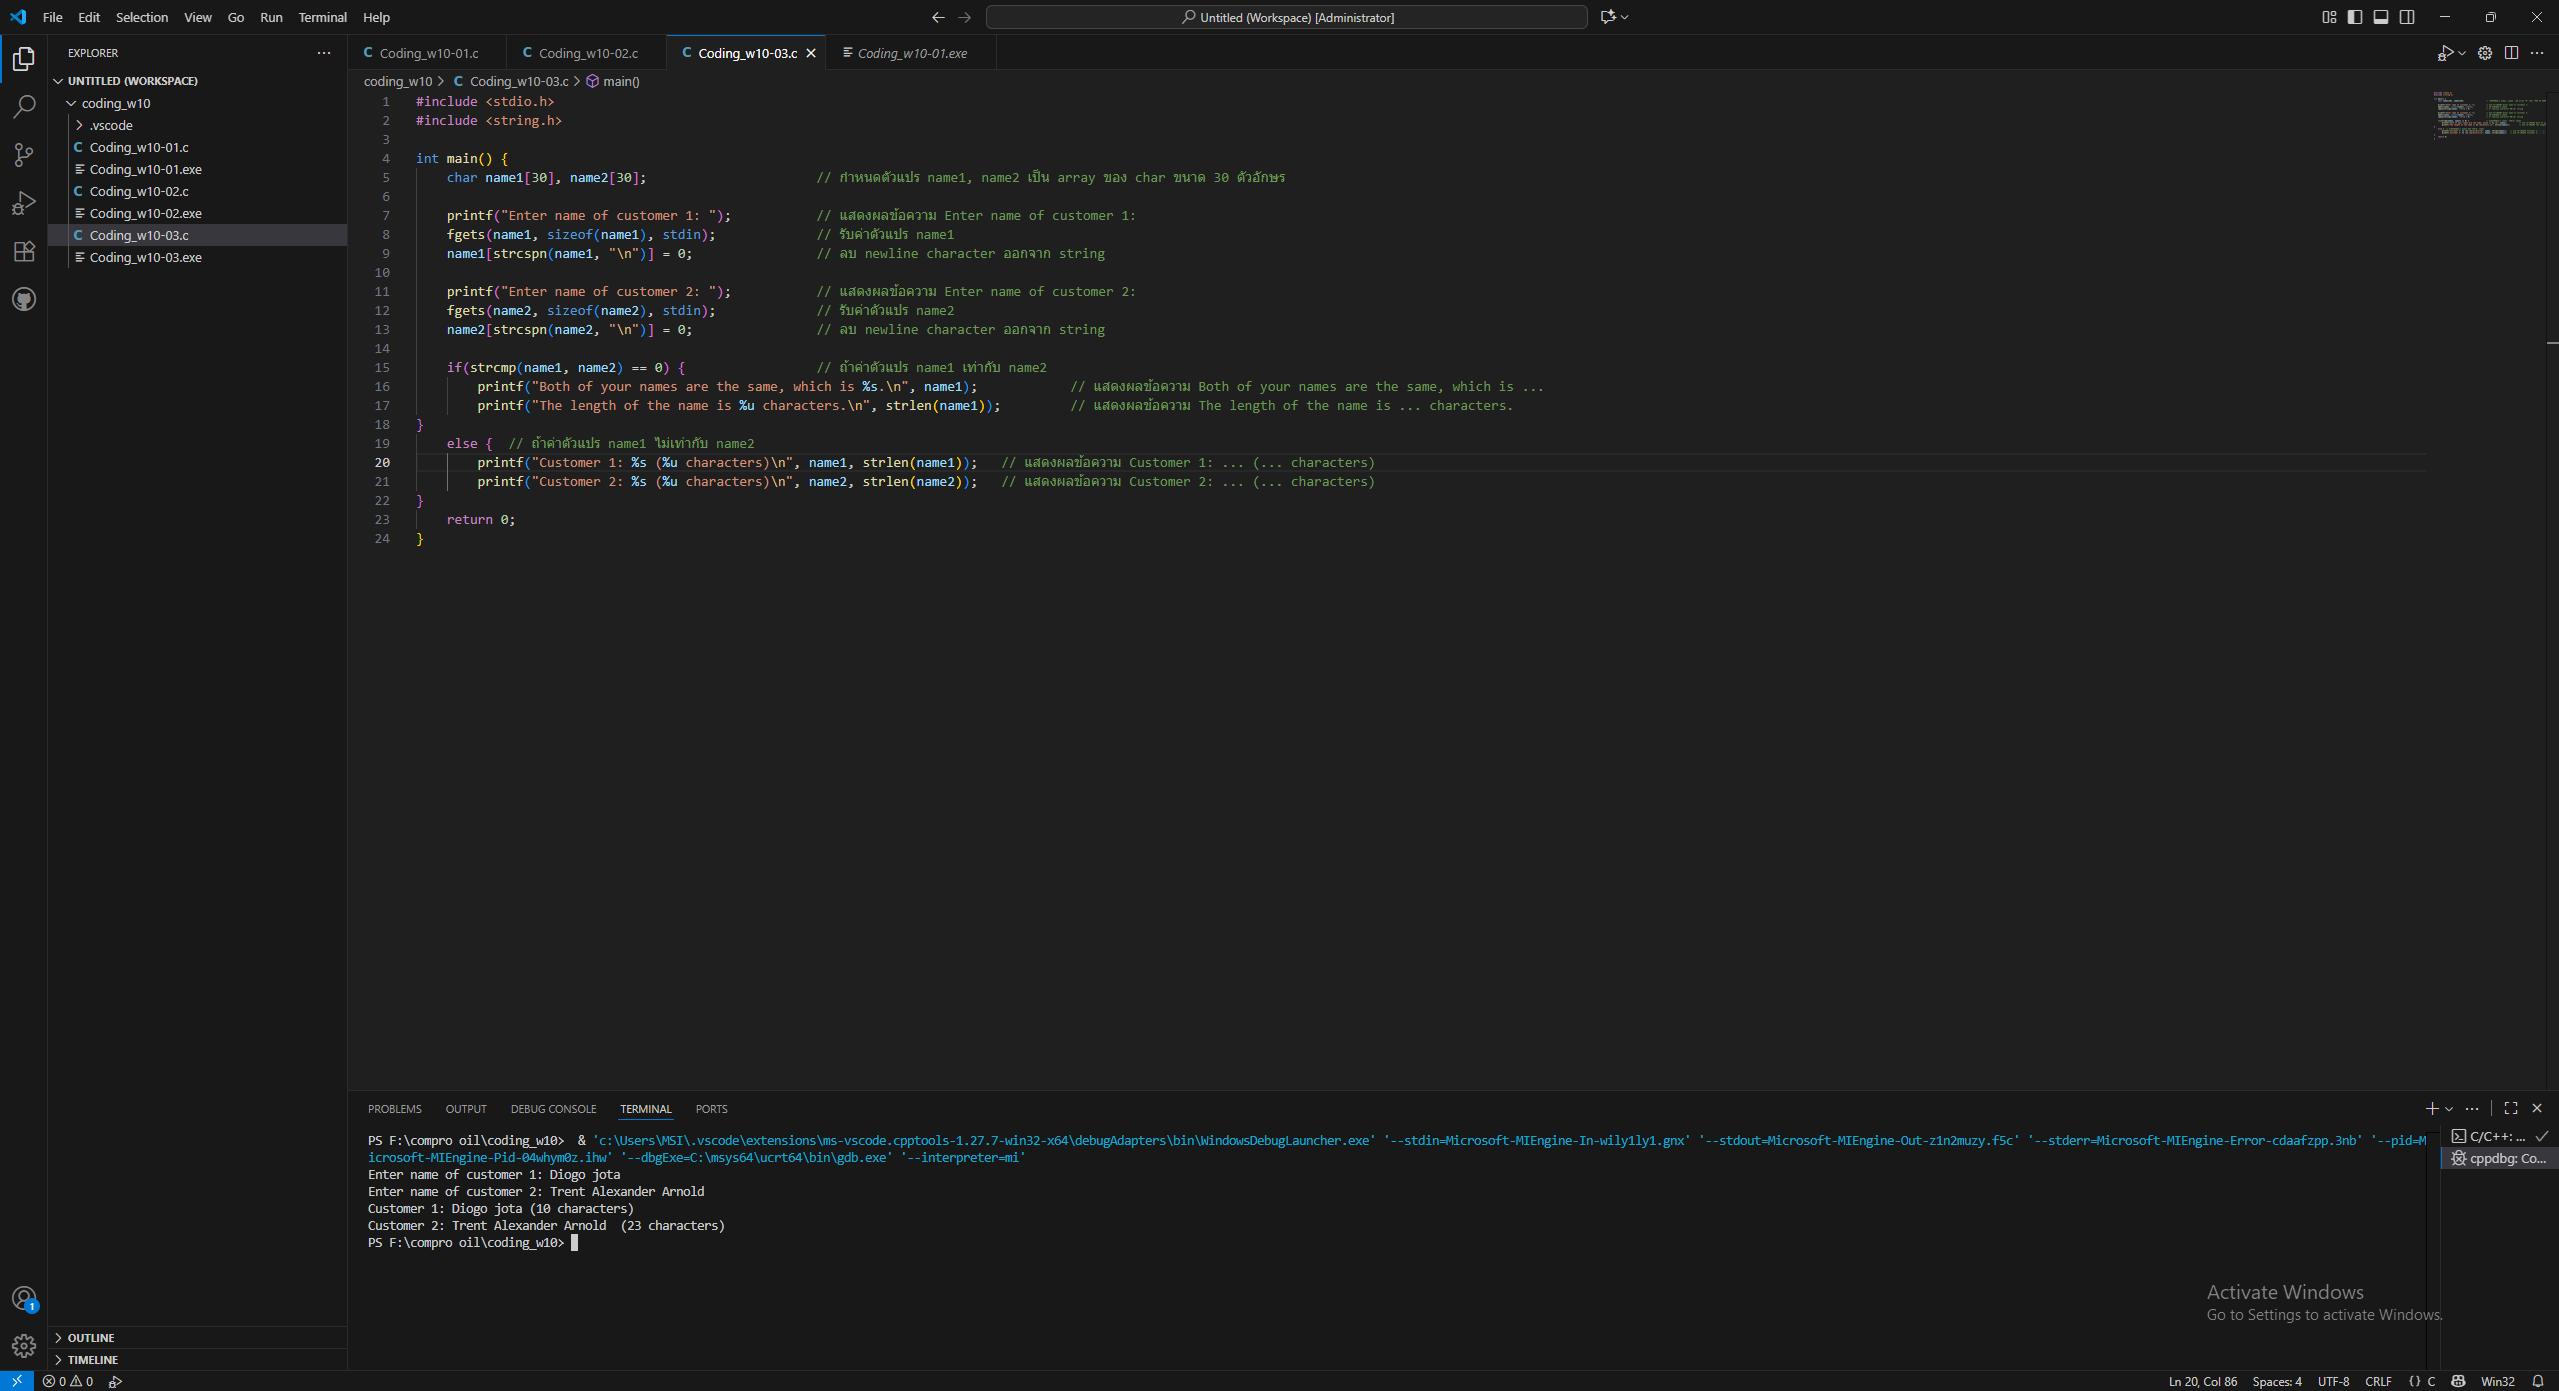 File Edit Selection View Go Run Terminal Help
Untitled (Workspace) [Administrator]
EXPLORER
UNTITLED (WORKSPACE)
coding_w10
.vscode
Coding_w10-01.c
Coding_w10-01.exe
Coding_w10-02.c
Coding_w10-02.exe
Coding_w10-03.c
Coding_w10-03.exe
OUTLINE
TIMELINE
Coding_w10-01.c Coding_w10-02.c Coding_w10-03.c Coding_w10-01.exe
coding_w10 > C Coding_w10-03.c > main()
1 #include <stdio.h>
2 #include <string.h>
3
4 int main() {
5 char name1[30], name2[30]; // กำหนดตัวแปร name1, name2 เป็น array ของ char ขนาด 30 ตัวอักษร
6
7 printf("Enter name of customer 1: "); // แสดงผลข้อความ Enter name of customer 1:
8 fgets(name1, sizeof(name1), stdin); // รับค่าตัวแปร name1
9 name1[strcspn(name1, "\n")] = 0; // ลบ newline character ออกจาก string
10
11 printf("Enter name of customer 2: "); // แสดงผลข้อความ Enter name of customer 2:
12 fgets(name2, sizeof(name2), stdin); // รับค่าตัวแปร name2
13 name2[strcspn(name2, "\n")] = 0; // ลบ newline character ออกจาก string
14
15 if(strcmp(name1, name2) == 0) { // ถ้าค่าตัวแปร name1 เท่ากับ name2
16 printf("Both of your names are the same, which is %s.\n", name1); // แสดงผลข้อความ Both of your names are the same, which is ...
17 printf("The length of the name is %u characters.\n", strlen(name1)); // แสดงผลข้อความ The length of the name is ... characters.
18 }
19 else { // ถ้าค่าตัวแปร name1 ไม่เท่ากับ name2
20 printf("Customer 1: %s (%u characters)\n", name1, strlen(name1)); // แสดงผลข้อความ Customer 1: ... (... characters)
21 printf("Customer 2: %s (%u characters)\n", name2, strlen(name2)); // แสดงผลข้อความ Customer 2: ... (... characters)
22 }
23 return 0;
24 }
PROBLEMS OUTPUT DEBUG CONSOLE TERMINAL PORTS
PS F:\compro oil\coding_w10> & 'c:\Users\MSI\.vscode\extensions\ms-vscode.cpptools-1.27.7-win32-x64\debugAdapters\bin\WindowsDebugLauncher.exe' '--stdin=Microsoft-MIEngine-In-wily1ly1.gnx' '--stdout=Microsoft-MIEngine-Out-z1n2muzy.f5c' '--stderr=Microsoft-MIEngine-Error-cdaafzpp.3nb' '--pid=M
icrosoft-MIEngine-Pid-04whym0z.ihw' '--dbgExe=C:\msys64\ucrt64\bin\gdb.exe' '--interpreter=mi'
Enter name of customer 1: Diogo jota
Enter name of customer 2: Trent Alexander Arnold
Customer 1: Diogo jota (10 characters)
Customer 2: Trent Alexander Arnold  (23 characters)
PS F:\compro oil\coding_w10>
C/C++: ...
cppdbg: Co...
Activate Windows
Go to Settings to activate Windows.
1
0 0
Ln 20, Col 86 Spaces: 4 UTF-8 CRLF {} C Win32